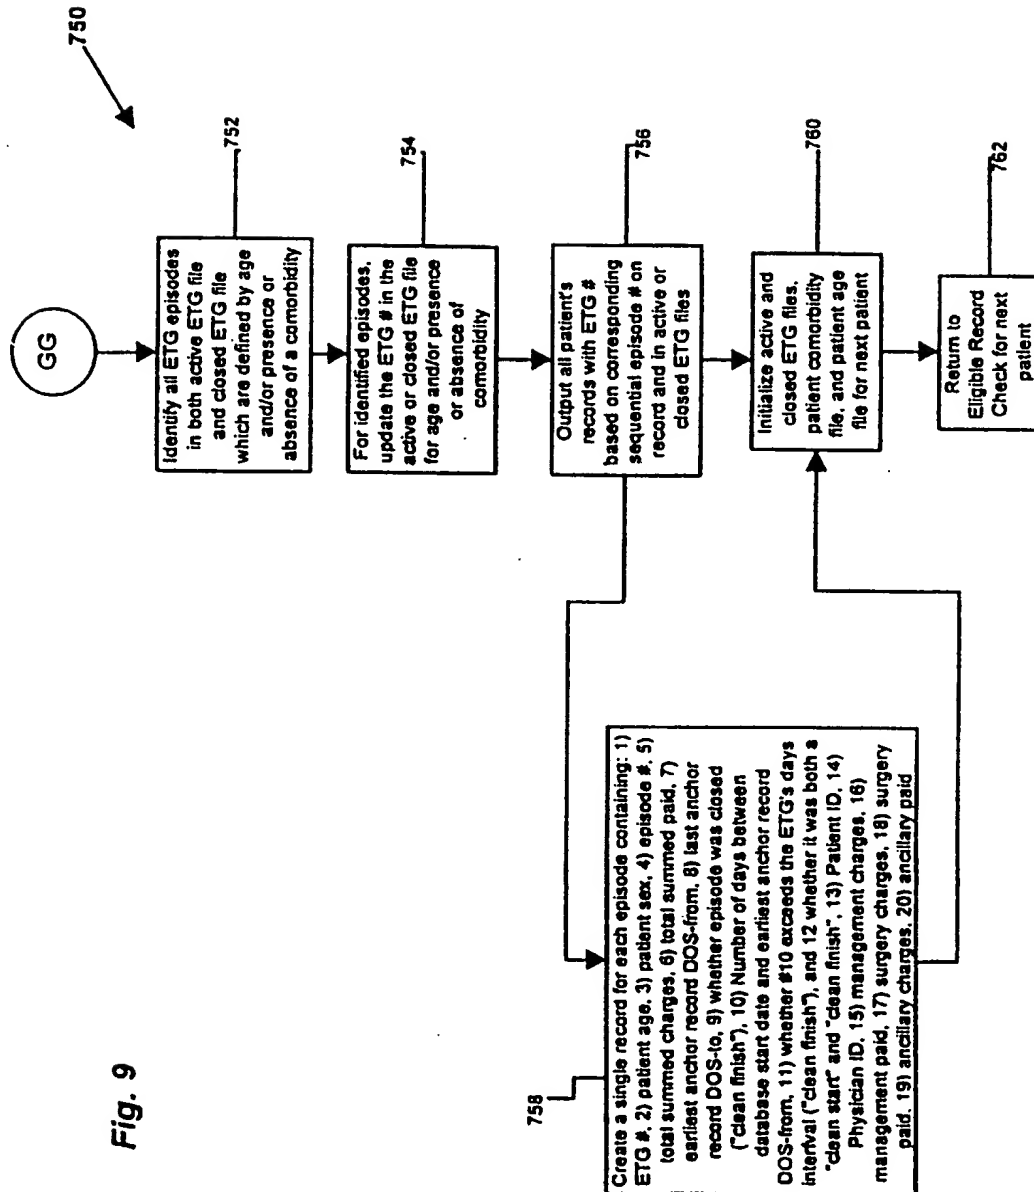 750
GG
Identify all ETG episodes
in both active ETG file
and closed ETG file
which are defined by age
and/or presence or
absence of a comorbidity
752
For identified episodes,
update the ETG # in the
active or closed ETG file
for age and/or presence
or absence of
comorbidity
754
Output all patient's
records with ETG #
based on corresponding
sequential episode # on
record and in active or
closed ETG files
756
Create a single record for each episode containing: 1)
ETG #, 2) patient age, 3) patient sex, 4) episode #, 5)
total summed charges, 6) total summed paid, 7)
earliest anchor record DOS-from, 8) last anchor
record DOS-to, 9) whether episode was closed
("clean finish"), 10) Number of days between
database start date and earliest anchor record
DOS-from, 11) whether #10 exceeds the ETG's days
interval ("clean finish"), and 12 whether it was both a
"clean start" and "clean finish", 13) Patient ID, 14)
Physician ID, 15) management charges, 16)
management paid, 17) surgery charges, 18) surgery
paid, 19) ancillary charges, 20) ancillary paid
758
Initialize active and
closed ETG files,
patient comorbidity
file, and patient age
file for next patient
760
Return to
Eligible Record
Check for next
patient
762
Fig. 9